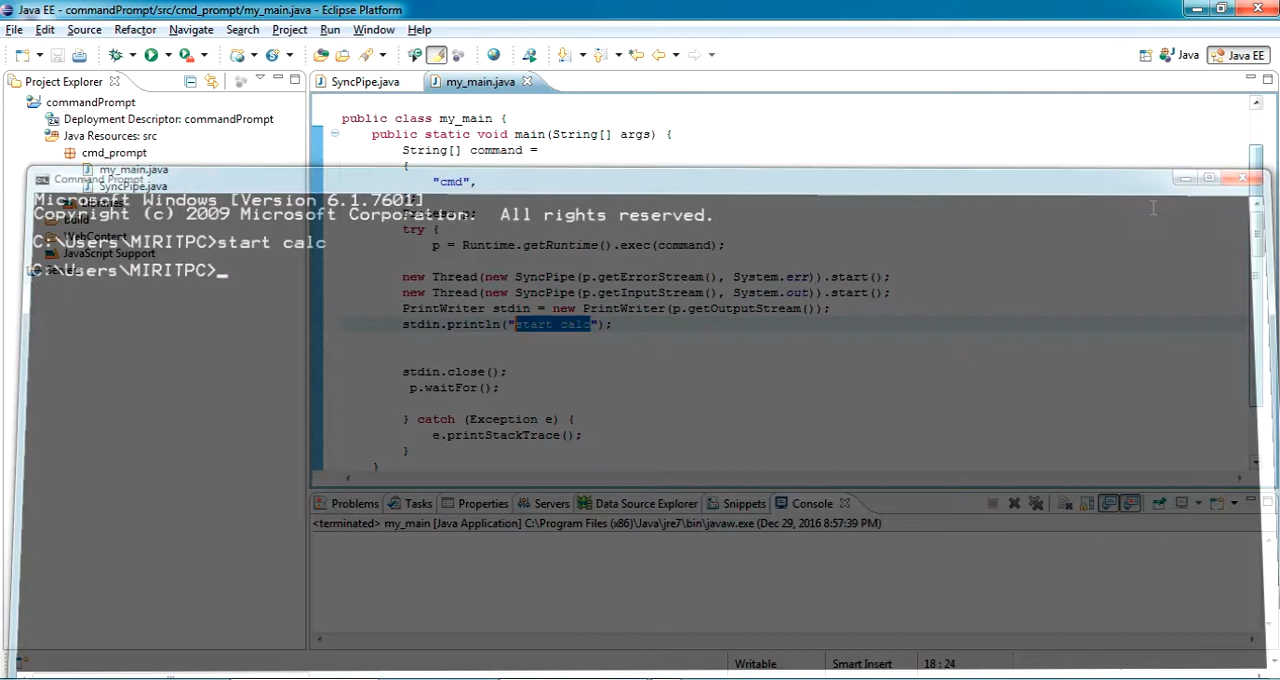 Java EE - commandPrompt/src/cmd_prompt/my_main.java - Eclipse Platform
File Edit Source Refactor Navigate Search Project Run Window Help
Java Java EE
Project Explorer
SyncPipe.java my_main.java
commandPrompt
Deployment Descriptor: commandPrompt
Java Resources: src
cmd_prompt
my_main.java
SyncPipe.java
Libraries
Build
WebContent
JavaScript Support
public class my_main {
public static void main(String[] args) {
String[] command =
{
"cmd",
try {
p = Runtime.getRuntime().exec(command);
new Thread(new SyncPipe(p.getErrorStream(), System.err)).start();
new Thread(new SyncPipe(p.getInputStream(), System.out)).start();
PrintWriter stdin = new PrintWriter(p.getOutputStream());
stdin.println("start calc");
stdin.close();
p.waitFor();
} catch (Exception e) {
e.printStackTrace();
}
}
Command Prompt
Microsoft Windows [Version 6.1.7601]
Copyright (c) 2009 Microsoft Corporation. All rights reserved.
C:\Users\MIRITPC>start calc
C:\Users\MIRITPC>_
Problems Tasks Properties Servers Data Source Explorer Snippets Console
<terminated> my_main [Java Application] C:\Program Files (x86)\Java\jre7\bin\javaw.exe (Dec 29, 2016 8:57:39 PM)
Writable Smart Insert 18 : 24